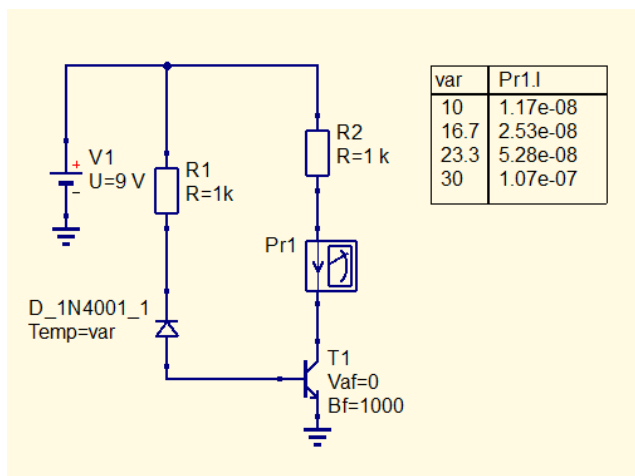 V1
U=9 V
R1
R=1k
R2
R=1 k
Pr1
D_1N4001_1
Temp=var
T1
Vaf=0
Bf=1000
var Pr1.I
10 1.17e-08
16.7 2.53e-08
23.3 5.28e-08
30 1.07e-07